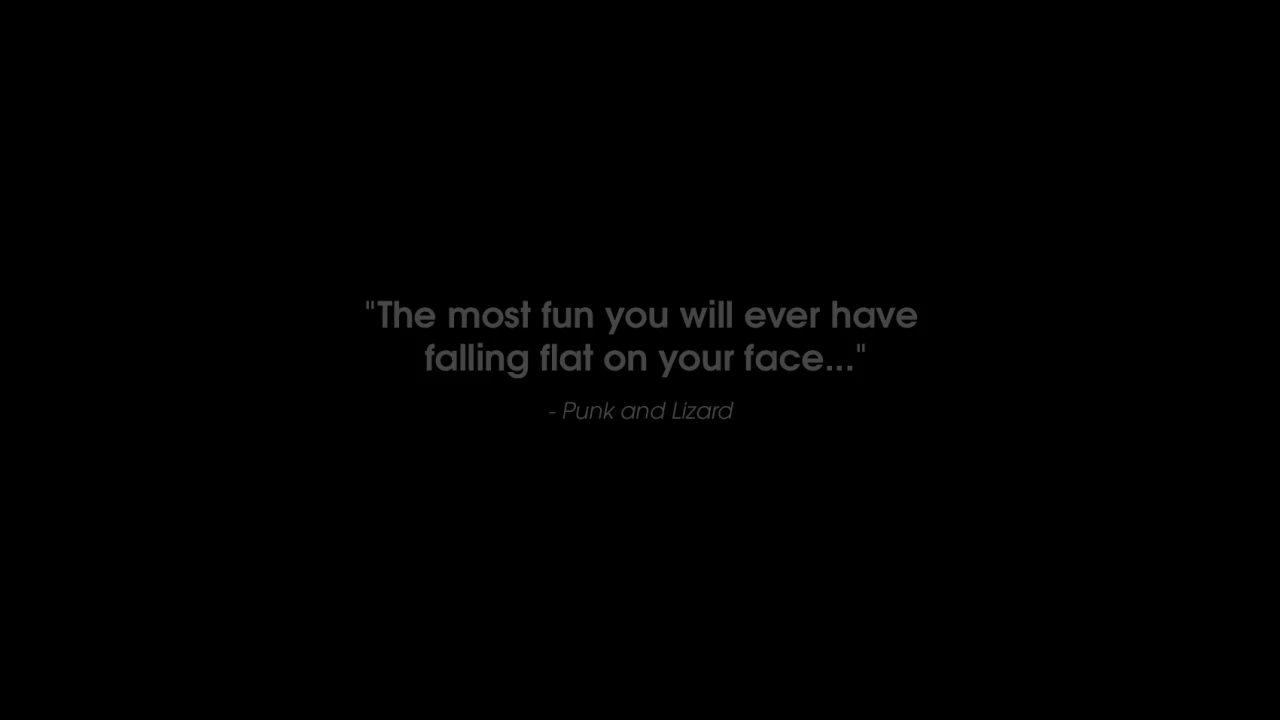 "The most fun you will ever have
falling flat on your face..."
- Punk and Lizard